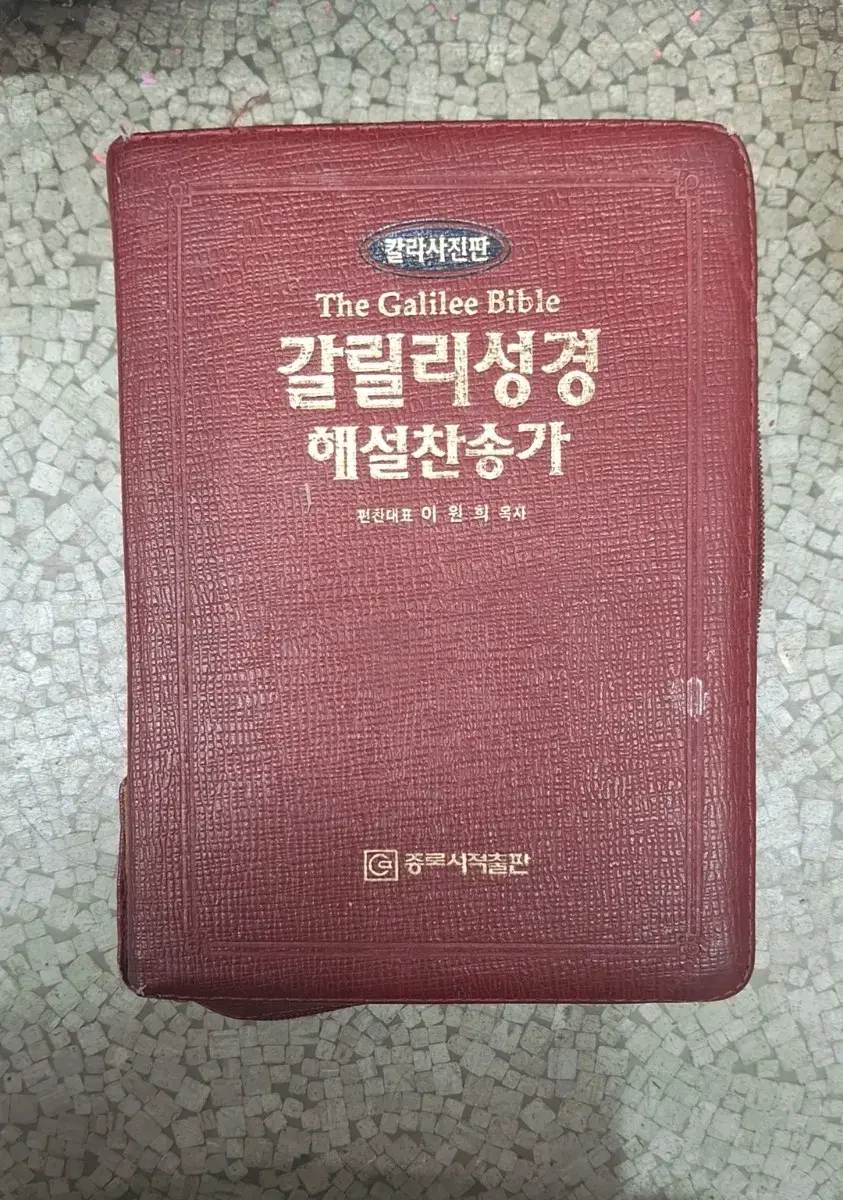 칼라사진판
The Galilee Bible
갈릴리성경
해설찬송가
편찬대표 이 원 희 목사
종로서적출판